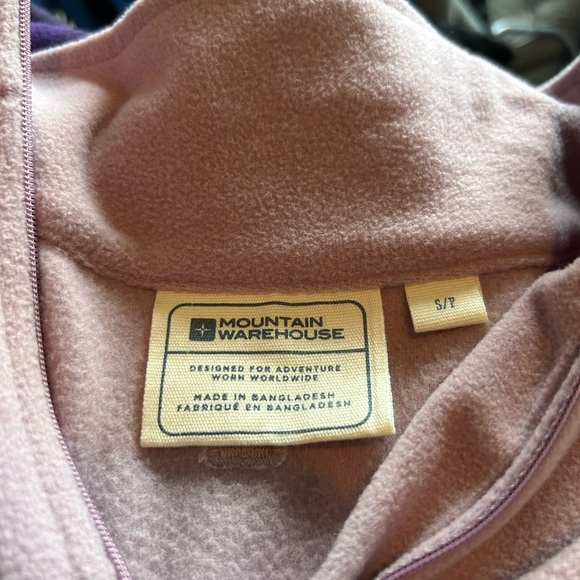 MOUNTAIN
WAREHOUSE
S/P
DESIGNED FOR ADVENTURE
WORN WORLDWIDE
MADE IN BANGLADESH
FABRIQUÉ EN BANGLADESH